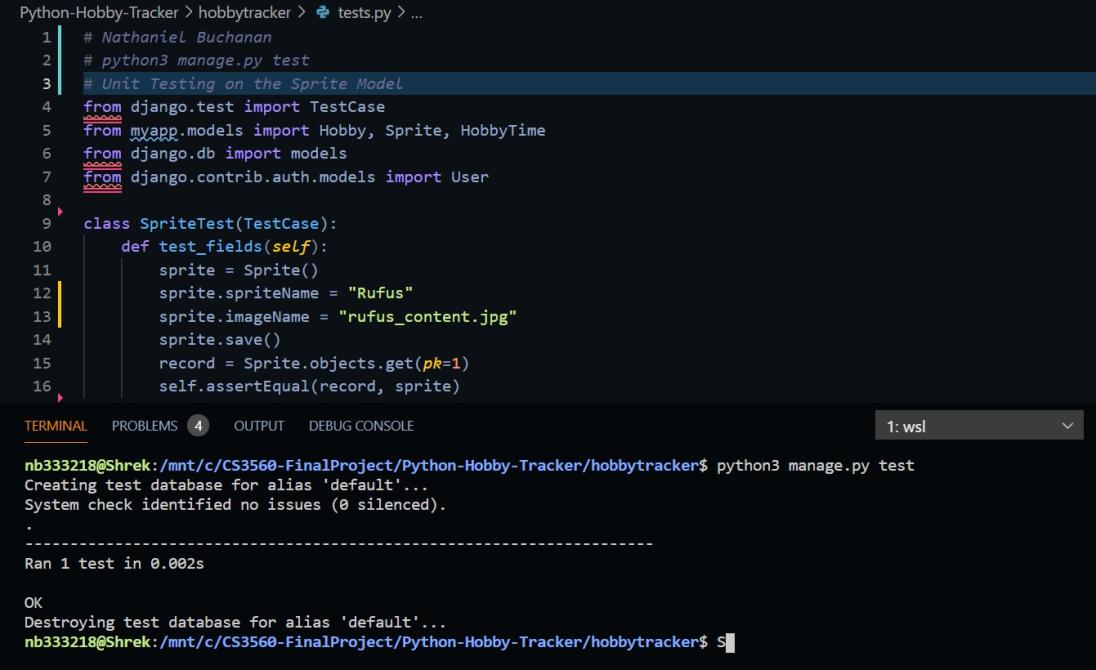 Python-Hobby-Tracker > hobbytracker > tests.py > ...
1 # Nathaniel Buchanan
2 # python3 manage.py test
3 # Unit Testing on the Sprite Model
4 from django.test import TestCase
5 from myapp.models import Hobby, Sprite, HobbyTime
6 from django.db import models
7 from django.contrib.auth.models import User
8
9 class SpriteTest(TestCase):
10 def test_fields(self):
11 sprite = Sprite()
12 sprite.spriteName = "Rufus"
13 sprite.imageName = "rufus_content.jpg"
14 sprite.save()
15 record = Sprite.objects.get(pk=1)
16 self.assertEqual(record, sprite)
TERMINAL PROBLEMS 4 OUTPUT DEBUG CONSOLE 1: wsl
nb333218@Shrek:/mnt/c/CS3560-FinalProject/Python-Hobby-Tracker/hobbytracker$ python3 manage.py test
Creating test database for alias 'default'...
System check identified no issues (0 silenced).
.
----------------------------------------------------------------------
Ran 1 test in 0.002s
OK
Destroying test database for alias 'default'...
nb333218@Shrek:/mnt/c/CS3560-FinalProject/Python-Hobby-Tracker/hobbytracker$ S